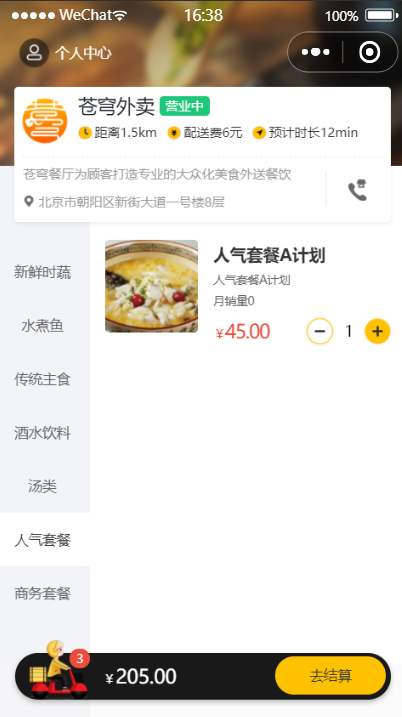 WeChat 16:38 100%
个人中心
苍穹外卖 营业中
距离1.5km ¥ 配送费6元 预计时长12min
苍穹餐厅为顾客打造专业的大众化美食外送餐饮
北京市朝阳区新街大道一号楼8层
新鲜时蔬
水煮鱼
传统主食
酒水饮料
汤类
人气套餐
商务套餐
人气套餐A计划
人气套餐A计划
月销量0
¥45.00 1
3
¥205.00 去结算